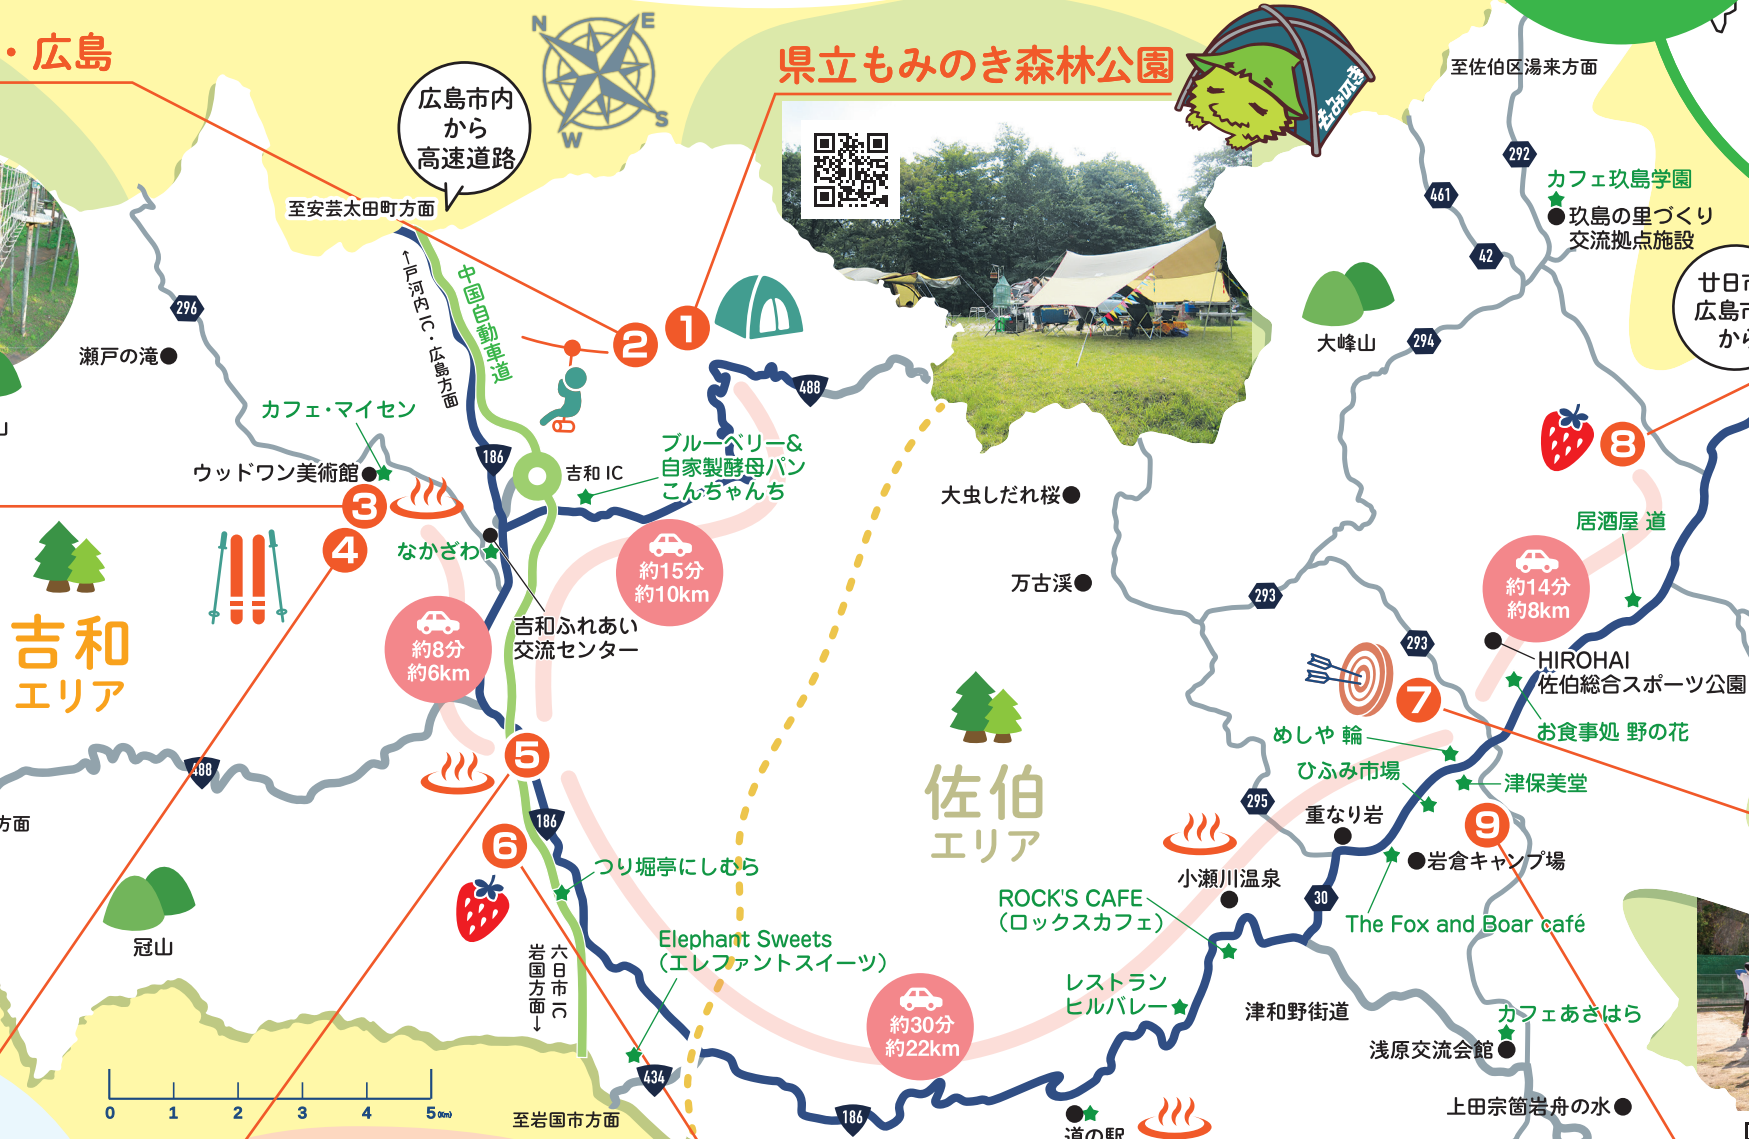 ・広島
N
E
S
W
広島市内
から
高速道路
県立もみのき森林公園
もみのき
至佐伯区湯来方面
292
カフェ玖島学園
玖島の里づくり
交流拠点施設
461
42
廿日市
広島市
から
至安芸太田町方面
←戸河内IC・広島方面
中国自動車道
296
瀬戸の滝
2
1
488
大峰山
294
カフェ・マイセン
ウッドワン美術館
186
吉和IC
ブルーベリー&
自家製酵母パン
こんちゃんち
8
大虫しだれ桜
3
4
なかざわ
居酒屋 道
約15分
約10km
約14分
約8km
万古渓
293
293
吉和
エリア
約8分
約6km
吉和ふれあい
交流センター
HIROHAI
佐伯総合スポーツ公園
7
お食事処 野の花
めしや 輪
ひふみ市場
津保美堂
488
5
佐伯
エリア
295
重なり岩
9
方面
186
6
つり堀亭にしむら
岩倉キャンプ場
小瀬川温泉
30
ROCK'S CAFE
(ロックスカフェ)
The Fox and Boar café
冠山
Elephant Sweets
(エレファントスイーツ)
六日市IC
岩国方面→
レストラン
ヒルバレー
津和野街道
カフェあさはら
約30分
約22km
浅原交流会館
434
0 1 2 3 4 5(Km)
至岩国市方面
186
道の駅
上田宗箇岩舟の水